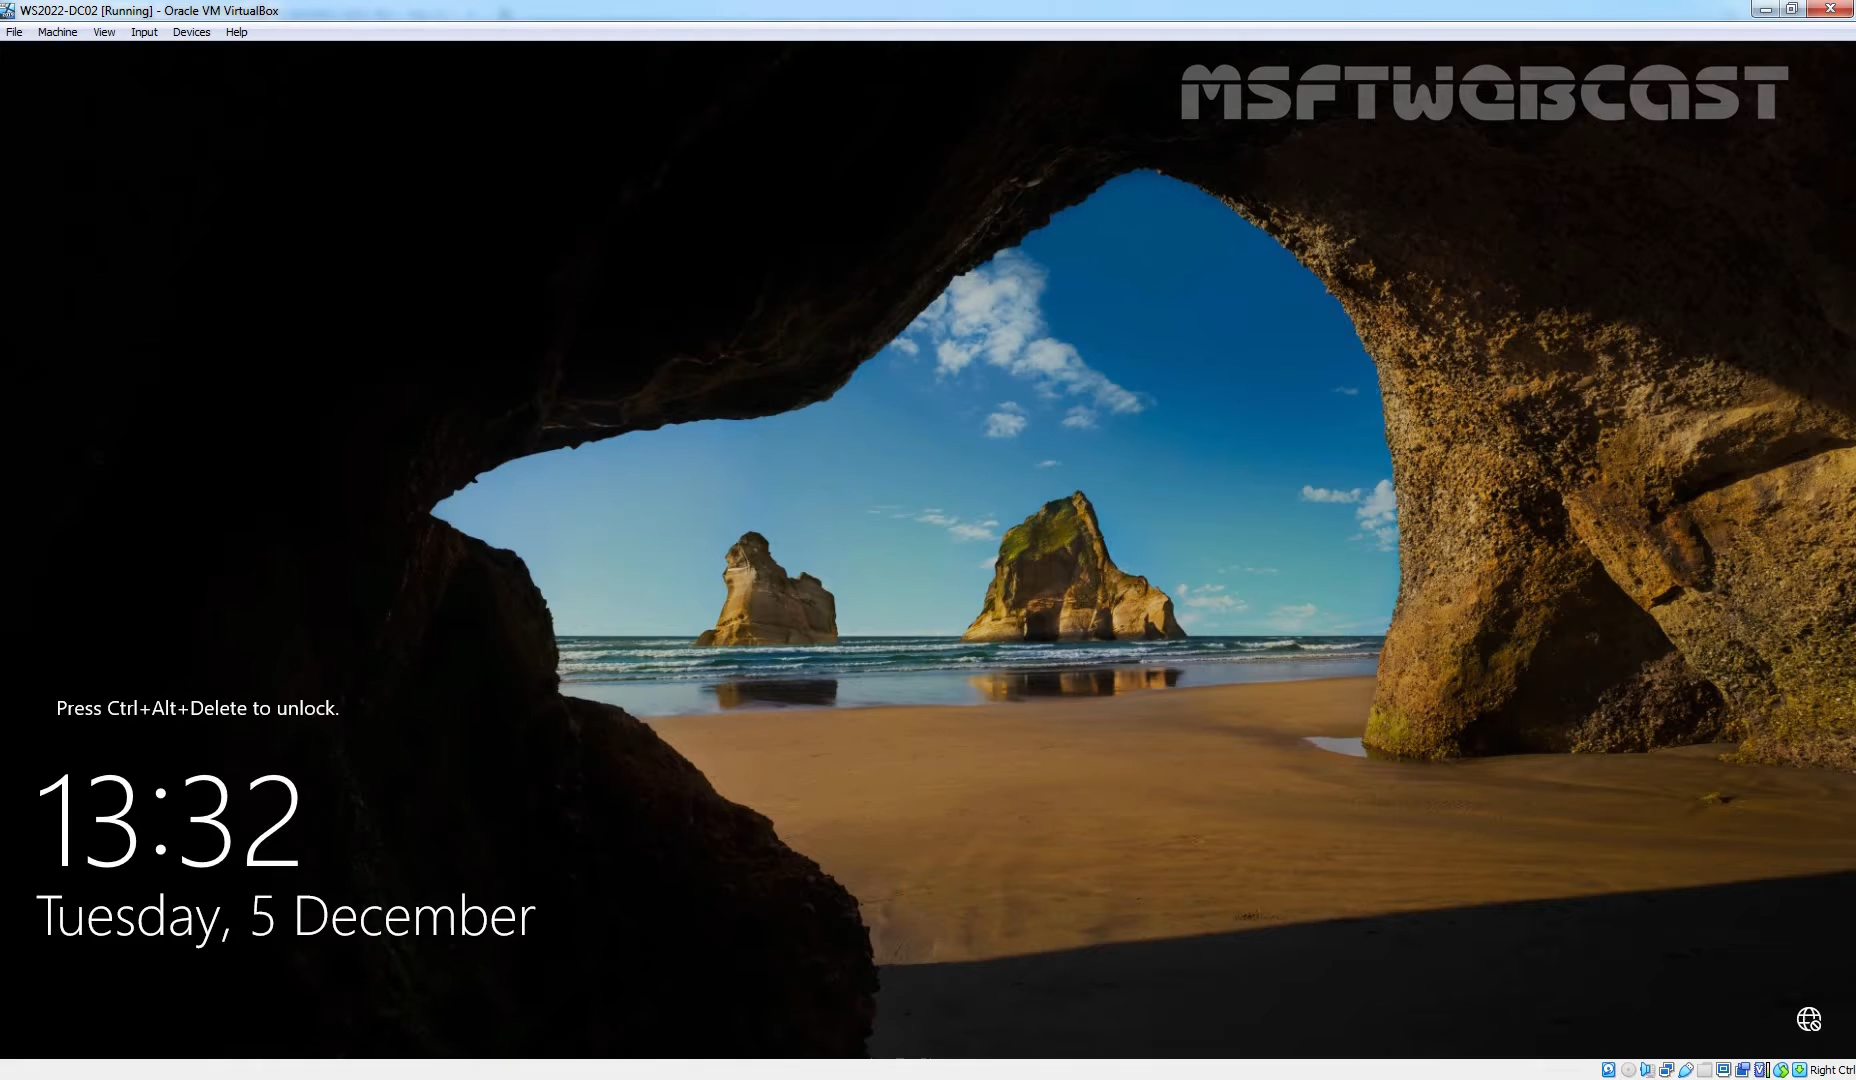 WS2022-DC02 [Running] - Oracle VM VirtualBox
File Machine View Input Devices Help
MSFTWEBCAST
Press Ctrl+Alt+Delete to unlock.
13:32
Tuesday, 5 December
Right Ctrl